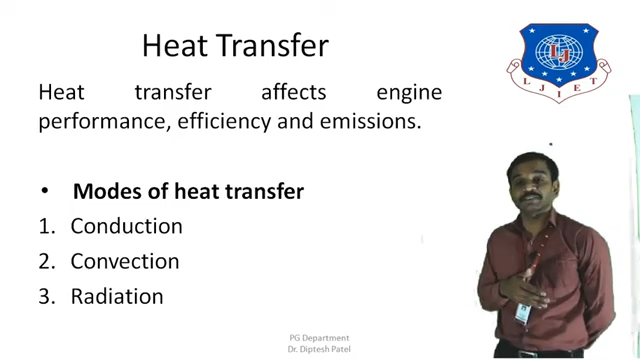 Heat Transfer
Heat transfer affects engine
performance, efficiency and emissions.
• Modes of heat transfer
1. Conduction
2. Convection
3. Radiation
PG Department
Dr. Diptesh Patel
LJ
LJIET